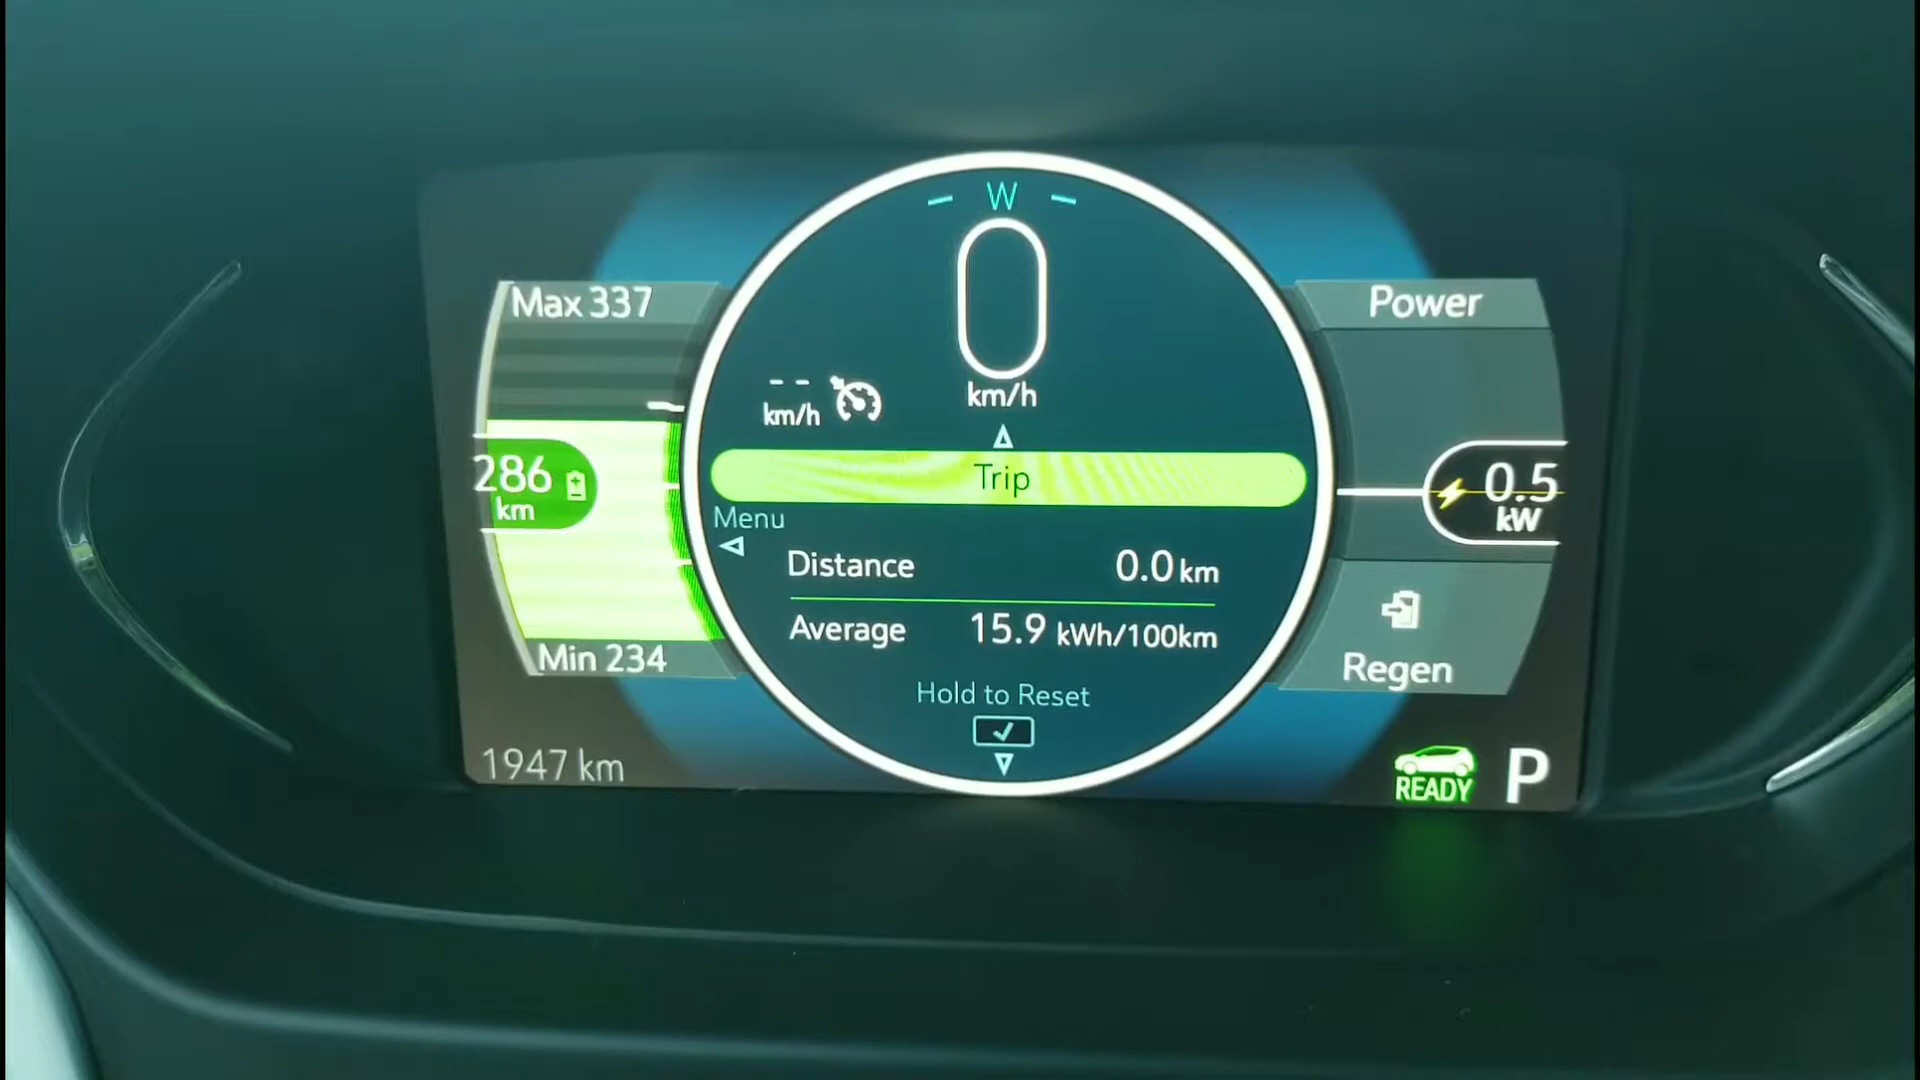 W
0
km/h
Max 337
Power
-- km/h
286
km
Trip
0.5
kW
Menu
Distance 0.0 km
Average 15.9 kWh/100km
Min 234
Regen
Hold to Reset
1947 km
READY P